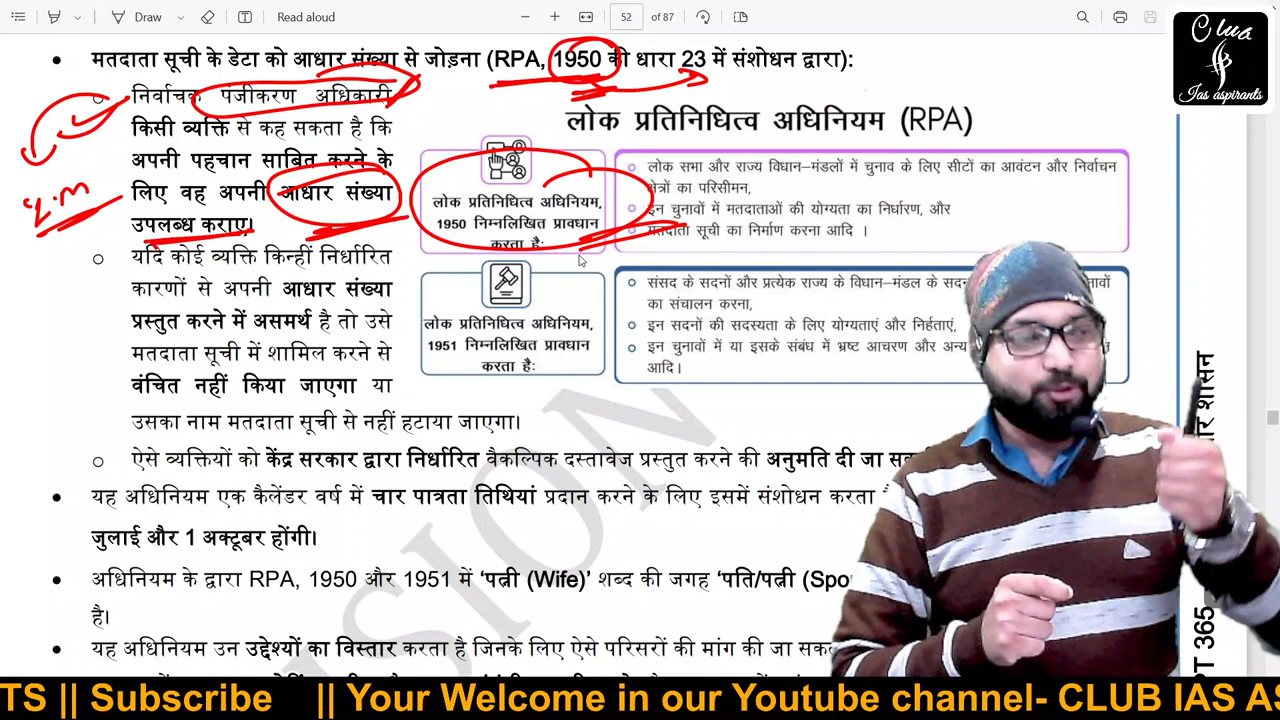 Draw
Read aloud
52
of 87
Club
Ias aspirants
मतदाता सूची के डेटा को आधार संख्या से जोड़ना (RPA, 1950 की धारा 23 में संशोधन द्वारा):
निर्वाचक पंजीकरण अधिकारी
किसी व्यक्ति से कह सकता है कि
अपनी पहचान साबित करने के
लिए वह अपनी आधार संख्या
उपलब्ध कराए।
यदि कोई व्यक्ति किन्हीं निर्धारित
कारणों से अपनी आधार संख्या
प्रस्तुत करने में असमर्थ है तो उसे
मतदाता सूची में शामिल करने से
वंचित नहीं किया जाएगा या
उसका नाम मतदाता सूची से नहीं हटाया जाएगा।
लोक प्रतिनिधित्व अधिनियम (RPA)
लोक प्रतिनिधित्व अधिनियम,
1950 निम्नलिखित प्रावधान
करता है:
लोक सभा और राज्य विधान–मंडलों में चुनाव के लिए सीटों का आवंटन और निर्वाचन
क्षेत्रों का परिसीमन,
इन चुनावों में मतदाताओं की योग्यता का निर्धारण, और
मतदाता सूची का निर्माण करना आदि ।
लोक प्रतिनिधित्व अधिनियम,
1951 निम्नलिखित प्रावधान
करता है:
संसद के सदनों और प्रत्येक राज्य के विधान–मंडल के
का संचालन करना,
इन सदनों की सदस्यता के लिए योग्यताएं और निर्हताएं,
इन चुनावों में या इसके संबंध में भ्रष्ट आचरण और अन्य
आदि।
ऐसे व्यक्तियों को केंद्र सरकार द्वारा निर्धारित वैकल्पिक दस्तावेज प्रस्तुत करने की अनुमति दी जा
यह अधिनियम एक कैलेंडर वर्ष में चार पात्रता तिथियां प्रदान करने के लिए इसमें संशोधन करता
जुलाई और 1 अक्टूबर होंगी।
अधिनियम के द्वारा RPA, 1950 और 1951 में 'पत्नी (Wife)' शब्द की जगह 'पति/पत्नी (Spo
है।
यह अधिनियम उन उद्देश्यों का विस्तार करता है जिनके लिए ऐसे परिसरों की मांग की जा
PT 365
शासन
TS || Subscribe || Your Welcome in our Youtube channel- CLUB IAS AS